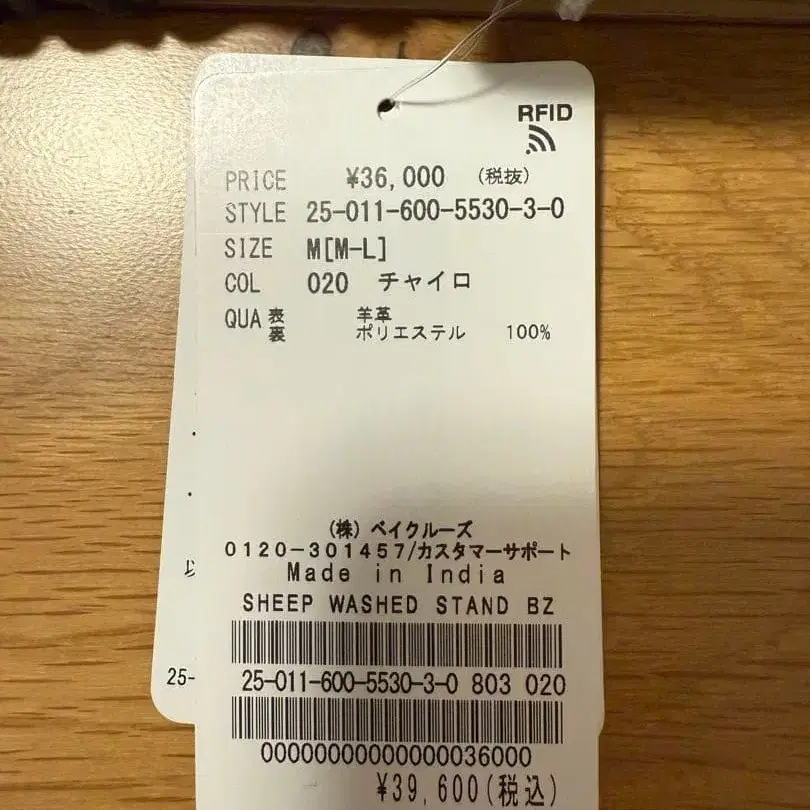 RFID
PRICE ¥36,000 (税抜)
STYLE 25-011-600-5530-3-0
SIZE M[M-L]
COL 020 チャイロ
QUA 表 羊革
裏 ポリエステル 100%
(株) ベイクルーズ
0120-301457/カスタマーサポート
Made in India
SHEEP WASHED STAND BZ
25-
25-011-600-5530-3-0 803 020
00000000000000036000
¥39,600(税込)